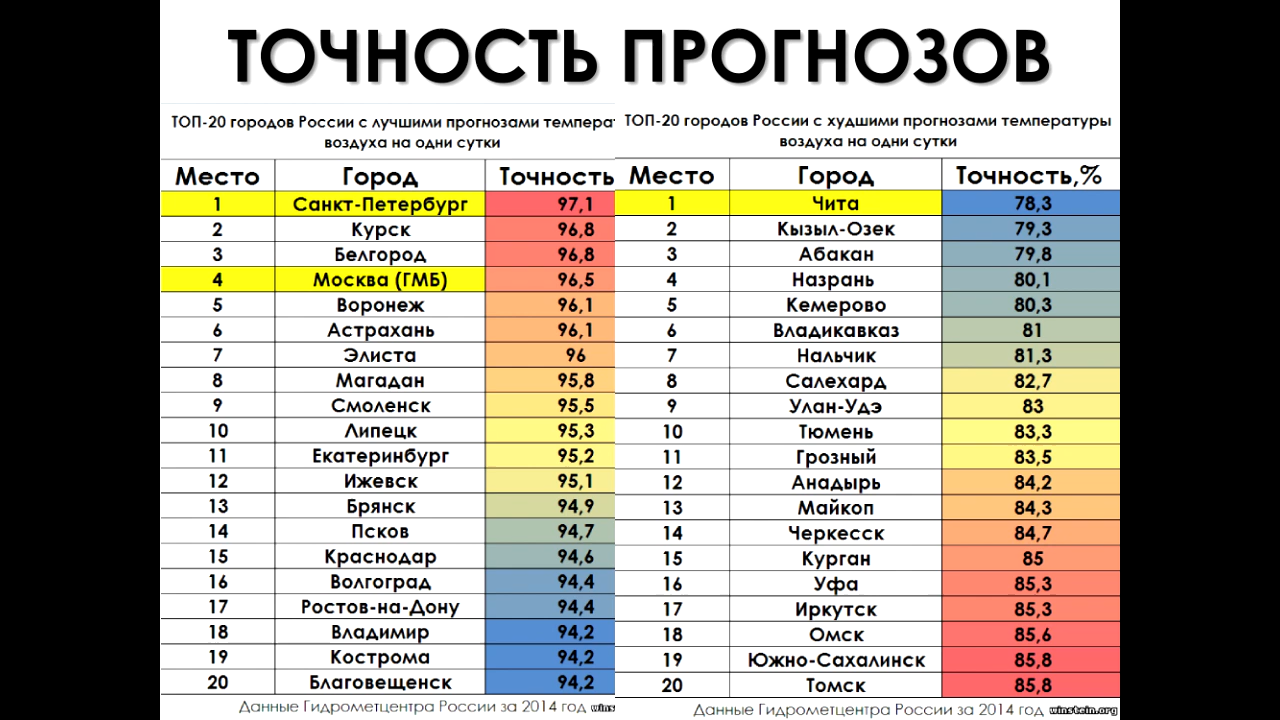 ТОЧНОСТЬ ПРОГНОЗОВ
ТОП-20 городов России с лучшими прогнозами температ
воздуха на одни сутки
Место Город Точность
1 Санкт-Петербург 97,1
2 Курск 96,8
3 Белгород 96,8
4 Москва (ГМБ) 96,5
5 Воронеж 96,1
6 Астрахань 96,1
7 Элиста 96
8 Магадан 95,8
9 Смоленск 95,5
10 Липецк 95,3
11 Екатеринбург 95,2
12 Ижевск 95,1
13 Брянск 94,9
14 Псков 94,7
15 Краснодар 94,6
16 Волгоград 94,4
17 Ростов-на-Дону 94,4
18 Владимир 94,2
19 Кострома 94,2
20 Благовещенск 94,2
Данные Гидрометцентра России за 2014 год wins
ТОП-20 городов России с худшими прогнозами температуры
воздуха на одни сутки
Место Город Точность,%
1 Чита 78,3
2 Кызыл-Озек 79,3
3 Абакан 79,8
4 Назрань 80,1
5 Кемерово 80,3
6 Владикавказ 81
7 Нальчик 81,3
8 Салехард 82,7
9 Улан-Удэ 83
10 Тюмень 83,3
11 Грозный 83,5
12 Анадырь 84,2
13 Майкоп 84,3
14 Черкесск 84,7
15 Курган 85
16 Уфа 85,3
17 Иркутск 85,3
18 Омск 85,6
19 Южно-Сахалинск 85,8
20 Томск 85,8
Данные Гидрометцентра России за 2014 год winstein.org